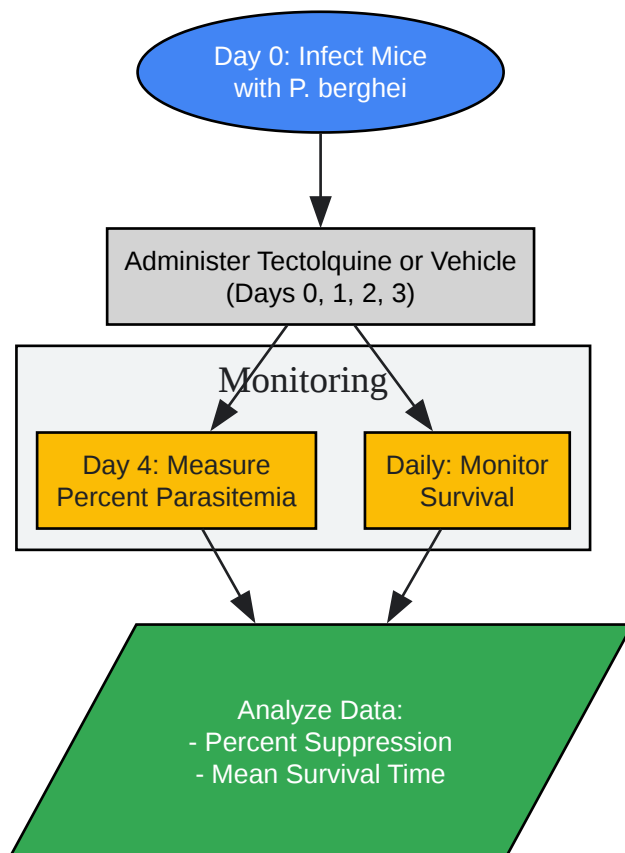 Day 0: Infect Mice
with P. berghei
Administer Tectolquine or Vehicle
(Days 0, 1, 2, 3)
Monitoring
Day 4: Measure
Percent Parasitemia
Daily: Monitor
Survival
Analyze Data:
- Percent Suppression
- Mean Survival Time